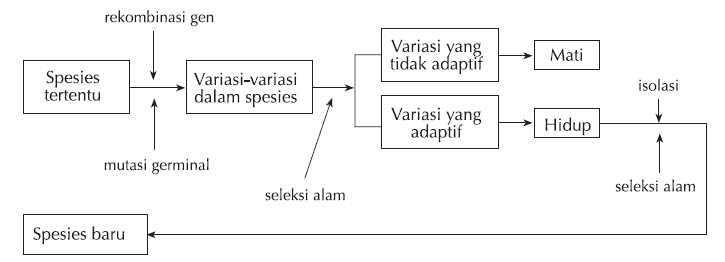 rekombinasi gen
Spesies
tertentu
mutasi germinal
Variasi-variasi
dalam spesies
seleksi alam
Variasi yang
tidak adaptif
Mati
Variasi yang
adaptif
Hidup
isolasi
seleksi alam
Spesies baru